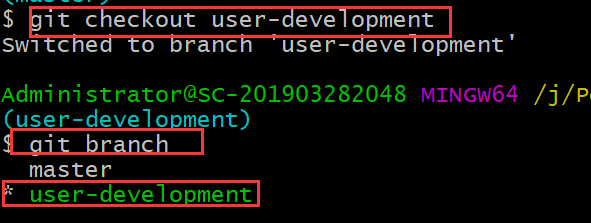 (master)
$ git checkout user-development
Switched to branch 'user-development'
Administrator@SC-201903282048 MINGW64 /j/P
(user-development)
$ git branch
master
* user-development